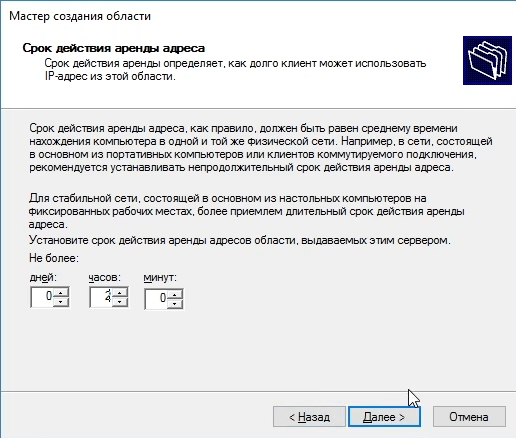 Мастер создания области
Срок действия аренды адреса
Срок действия аренды определяет, как долго клиент может использовать
IP-адрес из этой области.
Срок действия аренды адреса, как правило, должен быть равен среднему времени
нахождения компьютера в одной и той же физической сети. Например, в сети, состоящей
в основном из портативных компьютеров или клиентов коммутируемого подключения,
рекомендуется устанавливать непродолжительный срок действия аренды адреса.
Для стабильной сети, состоящей в основном из настольных компьютеров на
фиксированных рабочих местах, более приемлем длительный срок действия аренды
адреса.
Установите срок действия аренды адресов области, выдаваемых этим сервером.
Не более:
дней: часов: минут:
0 2 0
< Назад Далее > Отмена